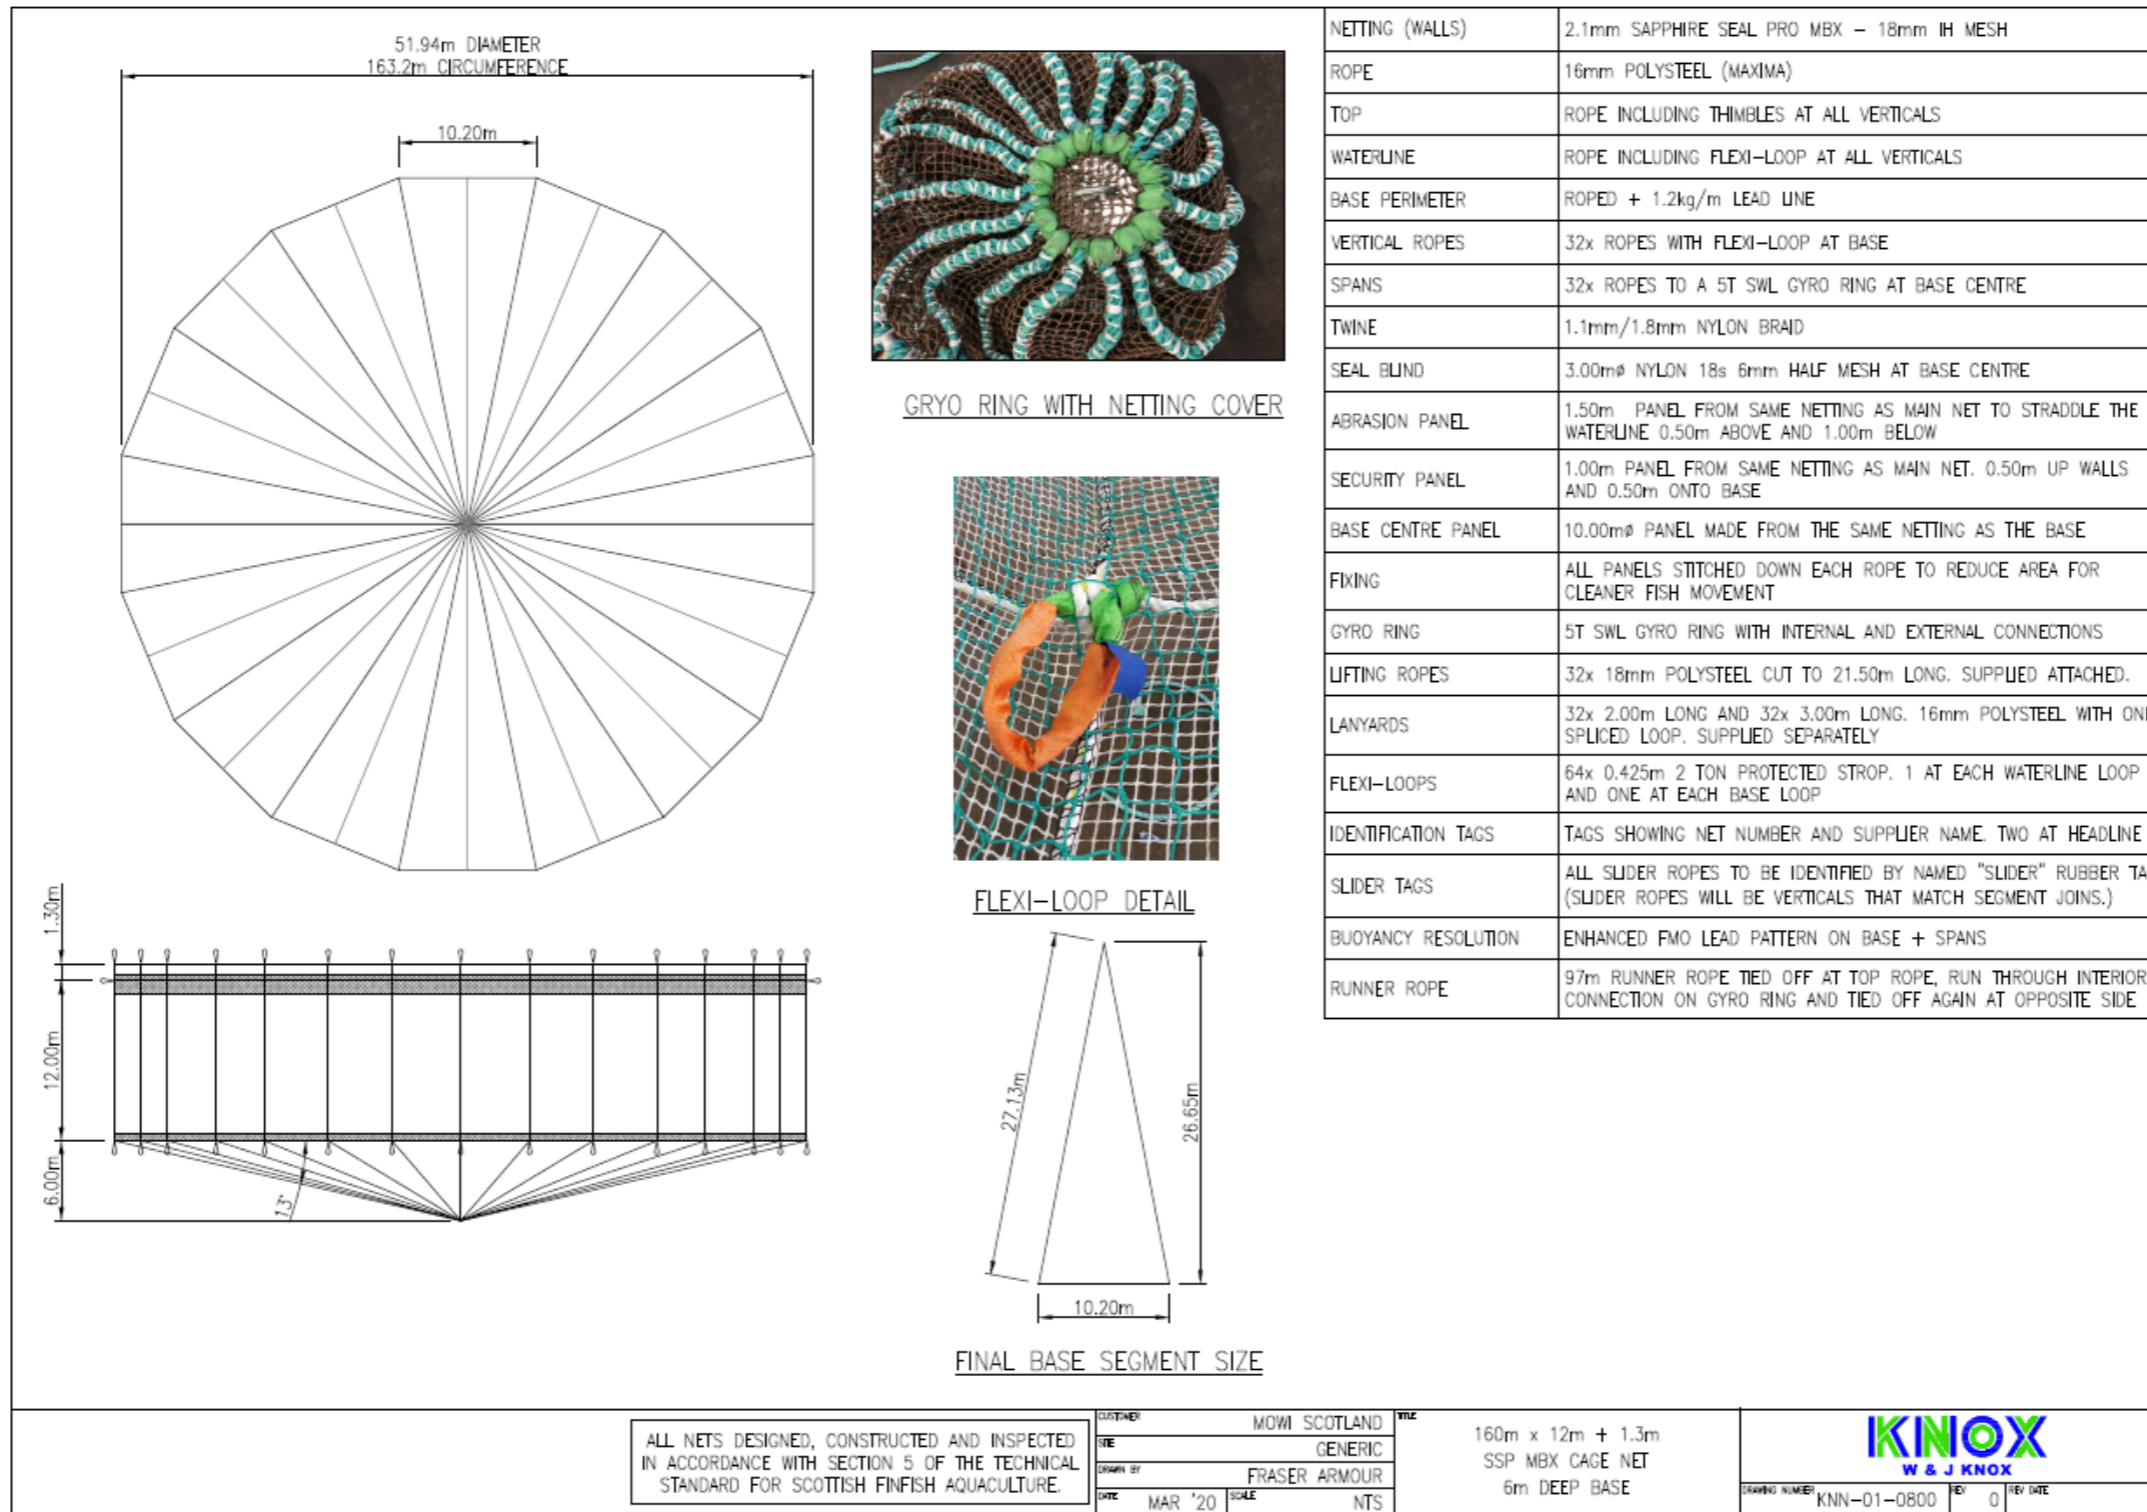 51.94m DIAMETER
163.2m CIRCUMFERENCE
10.20m
GRYO RING WITH NETTING COVER
FLEXI-LOOP DETAIL
1.30m
12.00m
6.00m
13°
27.13m
26.65m
10.20m
FINAL BASE SEGMENT SIZE
NETTING (WALLS) 2.1mm SAPPHIRE SEAL PRO MBX - 18mm IH MESH
ROPE 16mm POLYSTEEL (MAXIMA)
TOP ROPE INCLUDING THIMBLES AT ALL VERTICALS
WATERLINE ROPE INCLUDING FLEXI-LOOP AT ALL VERTICALS
BASE PERIMETER ROPED + 1.2kg/m LEAD LINE
VERTICAL ROPES 32x ROPES WITH FLEXI-LOOP AT BASE
SPANS 32x ROPES TO A 5T SWL GYRO RING AT BASE CENTRE
TWINE 1.1mm/1.8mm NYLON BRAID
SEAL BLIND 3.00mø NYLON 18s 6mm HALF MESH AT BASE CENTRE
ABRASION PANEL 1.50m PANEL FROM SAME NETTING AS MAIN NET TO STRADDLE THE
WATERLINE 0.50m ABOVE AND 1.00m BELOW
SECURITY PANEL 1.00m PANEL FROM SAME NETTING AS MAIN NET. 0.50m UP WALLS
AND 0.50m ONTO BASE
BASE CENTRE PANEL 10.00mø PANEL MADE FROM THE SAME NETTING AS THE BASE
FIXING ALL PANELS STITCHED DOWN EACH ROPE TO REDUCE AREA FOR
CLEANER FISH MOVEMENT
GYRO RING 5T SWL GYRO RING WITH INTERNAL AND EXTERNAL CONNECTIONS
LIFTING ROPES 32x 18mm POLYSTEEL CUT TO 21.50m LONG. SUPPLIED ATTACHED.
LANYARDS 32x 2.00m LONG AND 32x 3.00m LONG. 16mm POLYSTEEL WITH ON
SPLICED LOOP. SUPPLIED SEPARATELY
FLEXI-LOOPS 64x 0.425m 2 TON PROTECTED STROP. 1 AT EACH WATERLINE LOOP
AND ONE AT EACH BASE LOOP
IDENTIFICATION TAGS TAGS SHOWING NET NUMBER AND SUPPLIER NAME. TWO AT HEADLINE
SLIDER TAGS ALL SLIDER ROPES TO BE IDENTIFIED BY NAMED "SLIDER" RUBBER TA
(SLIDER ROPES WILL BE VERTICALS THAT MATCH SEGMENT JOINS.)
BUOYANCY RESOLUTION ENHANCED FMO LEAD PATTERN ON BASE + SPANS
RUNNER ROPE 97m RUNNER ROPE TIED OFF AT TOP ROPE, RUN THROUGH INTERIOR
CONNECTION ON GYRO RING AND TIED OFF AGAIN AT OPPOSITE SIDE
ALL NETS DESIGNED, CONSTRUCTED AND INSPECTED
IN ACCORDANCE WITH SECTION 5 OF THE TECHNICAL
STANDARD FOR SCOTTISH FINFISH AQUACULTURE.
CUSTOMER MOWI SCOTLAND
SITE GENERIC
DRAWN BY FRASER ARMOUR
DATE MAR '20 SCALE NTS
TITLE
160m x 12m + 1.3m
SSP MBX CAGE NET
6m DEEP BASE
KNOX
W & J KNOX
DRAWING NUMBER KNN-01-0800 REV 0 REV DATE